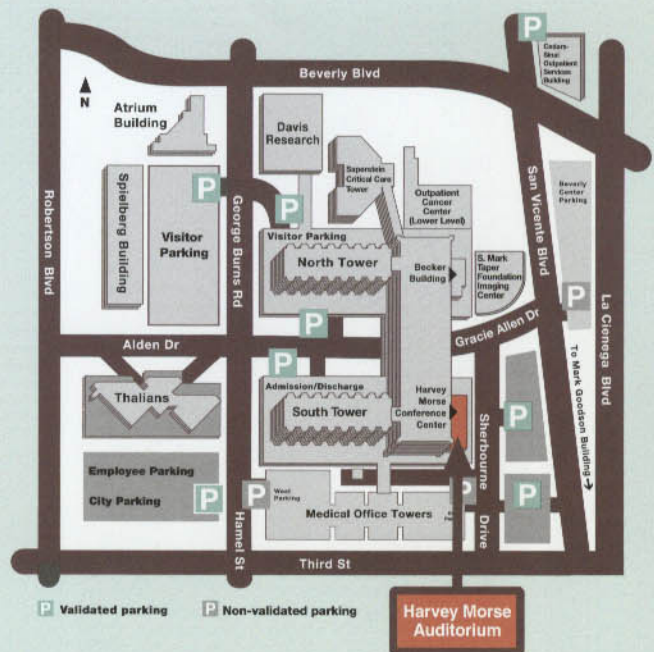 P
Cedars-
Sinai
Outpatient
Services
Building
Beverly Blvd
N
Atrium
Building
Davis
Research
Saperstein
Critical Care
Tower
Outpatient
Cancer
Center
(Lower Level)
San Vicente Blvd
Beverly
Center
Parking
Robertson Blvd
Spielberg Building
P
Visitor
Parking
George Burns Rd
P
Visitor Parking
North Tower
Becker
Building
S. Mark
Taper
Foundation
Imaging
Center
P
La Cienega Blvd
P
Gracie Allen Dr
Alden Dr
P
To Mark Goodson Building →
Thalians
Admission/Discharge
South Tower
Harvey
Morse
Conference
Center
Sherbourne
Drive
P
Employee Parking
City Parking
P
P
West
Parking
Medical Office Towers
P
P
Hamel St
Third St
P Validated parking
P Non-validated parking
Harvey Morse
Auditorium